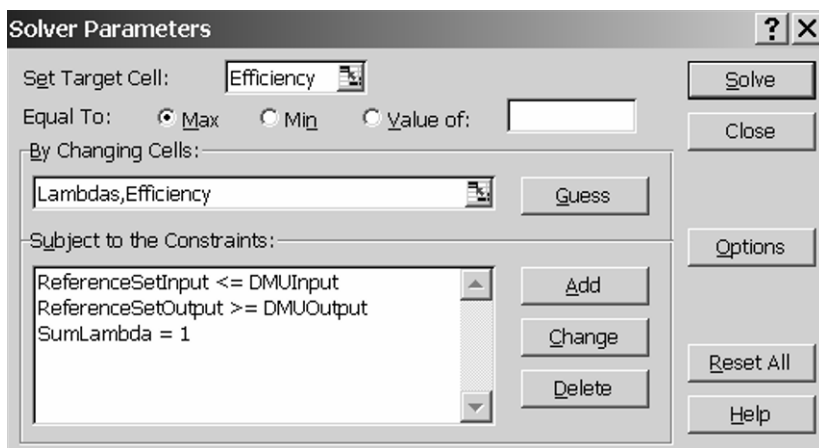 Solver Parameters
Set Target Cell: Efficiency
Solve
Equal To: Max Min Value of:
Close
By Changing Cells:
Lambdas,Efficiency
Guess
Subject to the Constraints:
Options
ReferenceSetInput <= DMUInput
Add
ReferenceSetOutput >= DMUOutput
SumLambda = 1
Change
Reset All
Delete
Help